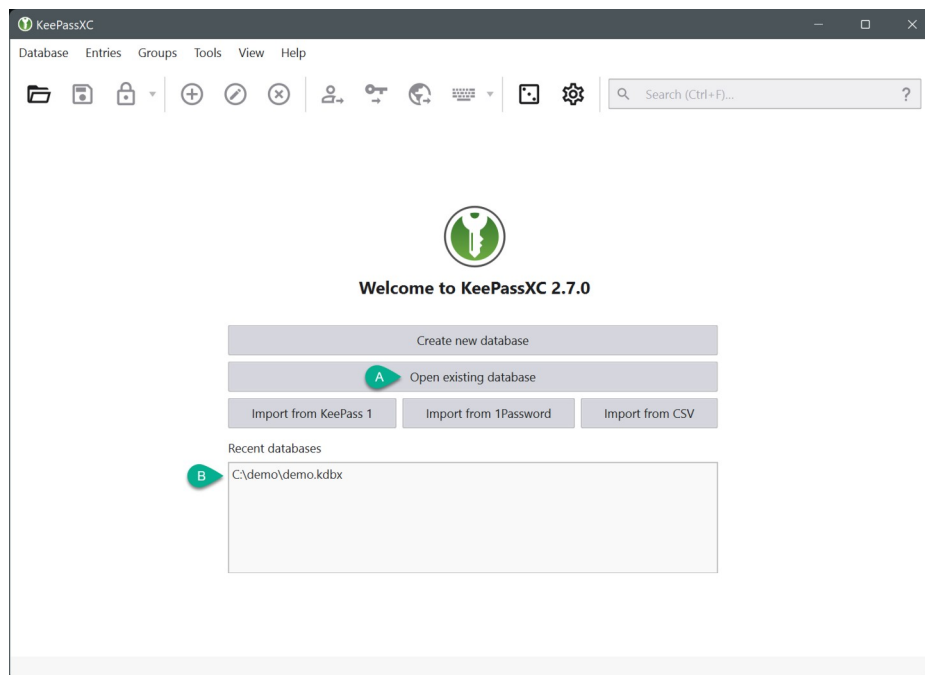 KeePassXC
Database Entries Groups Tools View Help
Search (Ctrl+F)... ?
Welcome to KeePassXC 2.7.0
Create new database
A Open existing database
Import from KeePass 1 Import from 1Password Import from CSV
Recent databases
B C:\demo\demo.kdbx